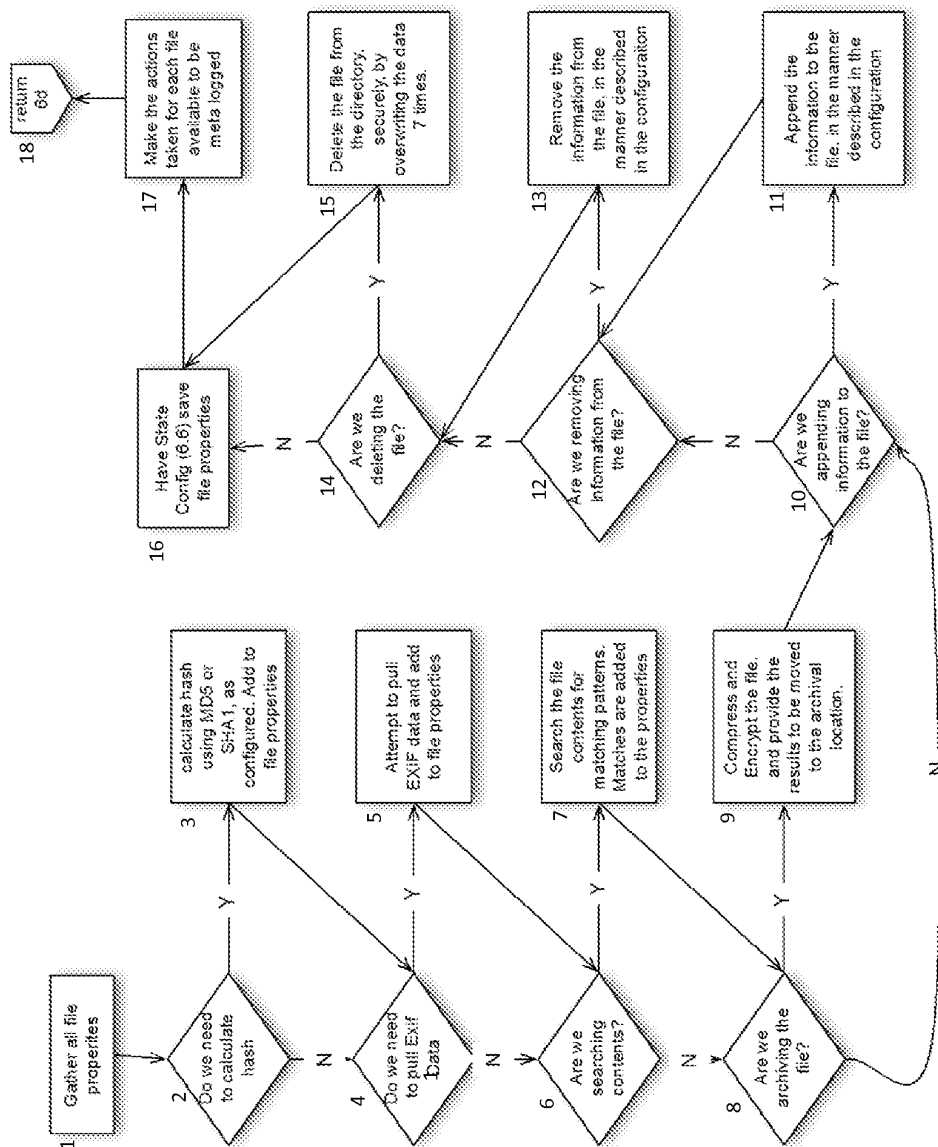 1
Gather all file
properites
2
Do we need
to calculate
hash
Y
N
3
calculate hash
using MD5 or
SHA1, as
configured. Add to
file properties
4
Do we need
to pull Exif
1Data
Y
N
5
Attempt to pull
EXIF data and add
to file properties
6
Are we
searching
contents?
Y
N
7
Search the file
contents for
matching patterns.
Matches are added
to the properties
8
Are we
archiving the
file?
Y
N
9
Compress and
Encrypt the file,
and provide the
results to be moved
to the archival
location.
10
Are we
appending
information to
the file?
Y
N
11
Append the
information to the
file, in the manner
described in the
configuration
12
Are we removing
information from
the file?
Y
N
13
Remove the
information from
the file, in the
manner described
in the configuraiton
14
Are we
deleting the
file?
Y
N
15
Delete the file from
the directory,
securely, by
overwriting the data
7 times.
16
Have State
Config (6.6) save
file properties
17
Make the actions
taken for each file
available to be
meta logged
18
return
6d